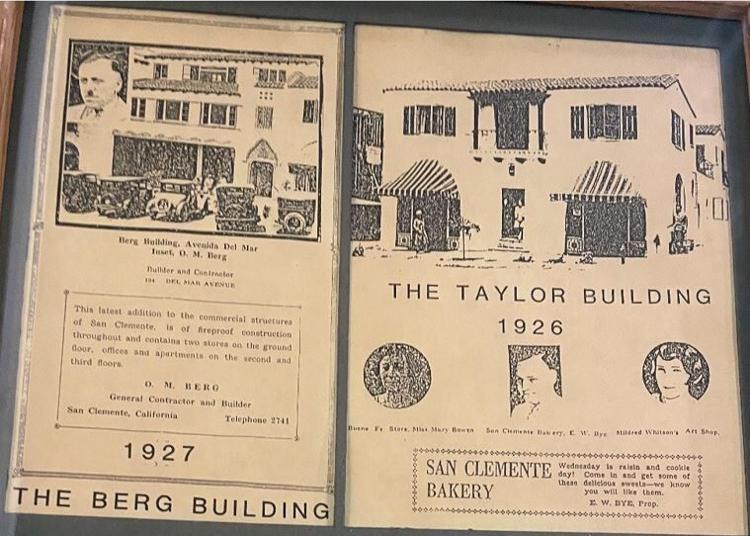 Berg Building, Avenida Del Mar
Inset, O. M. Berg
Builder and Contractor
DEL MAR AVENUE
This latest addition to the commercial structures
of San Clemente, is of fireproof construction
throughout and contains two stores on the ground
floor, offices and apartments on the second and
third floors.
O. M. BERG
General Contractor and Builder
San Clemente, California Telephone 2741
1927
THE BERG BUILDING
THE TAYLOR BUILDING
1926
Store, Miss Mary Bowen San Clemente Bakery, E. W. Bye Mildred Whitson's Art Shop.
SAN CLEMENTE
BAKERY
Wednesday is raisin and cookie
day! Come in and get some of
these delicious sweets—we know
you will like them.
E. W. BYE, Prop.